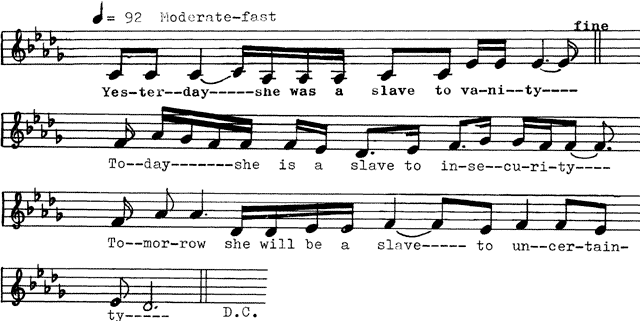 = 92 Moderate-fast
fine
Yes-ter--day-----she was a slave to va-ni--ty----
To--day-------she is a slave to in-se--cu-ri-ty----
To--mor-row she will be a slave----- to un--cer-tain-
ty----- D.C.